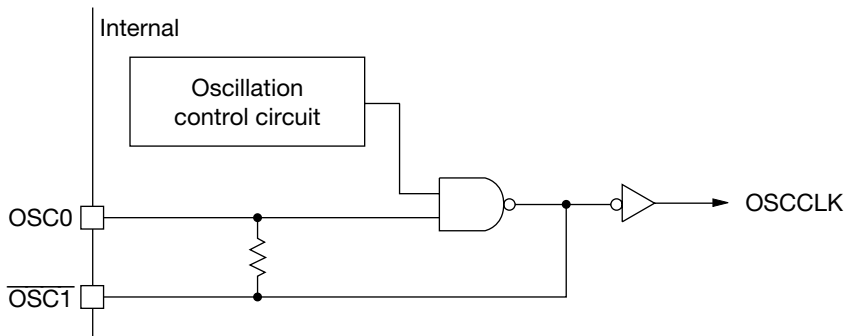 Internal
Oscillation
control circuit
OSC0
OSCCLK
OSC1